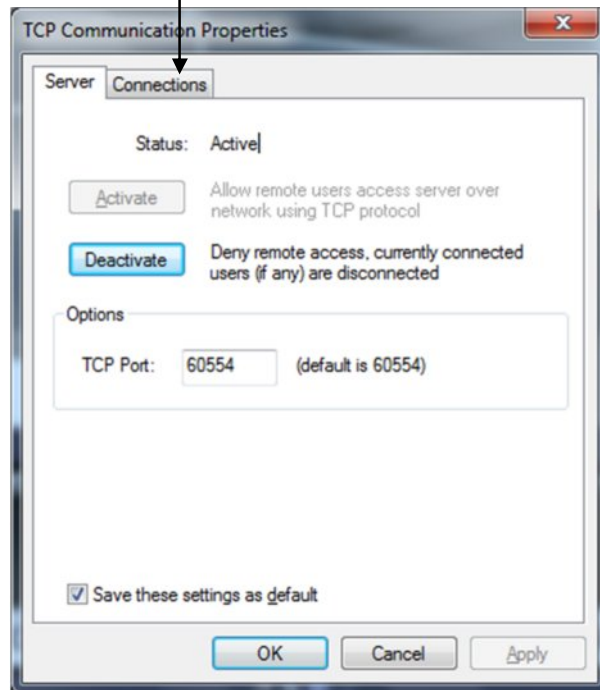 TCP Communication Properties
Server Connections
Status: Active
Activate Allow remote users access server over
network using TCP protocol
Deactivate Deny remote access, currently connected
users (if any) are disconnected
Options
TCP Port: 60554 (default is 60554)
Save these settings as default
OK Cancel Apply